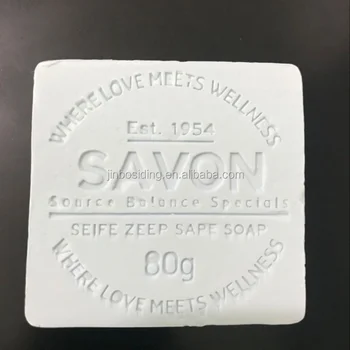 WHERE LOVE MEETS WELLNESS
Est. 1954
SAVON
jinbosiding.en.alibaba.com
Source Balance Specials
SEIFE ZEEP SAPE SOAP
80g
WHERE LOVE MEETS WELLNESS